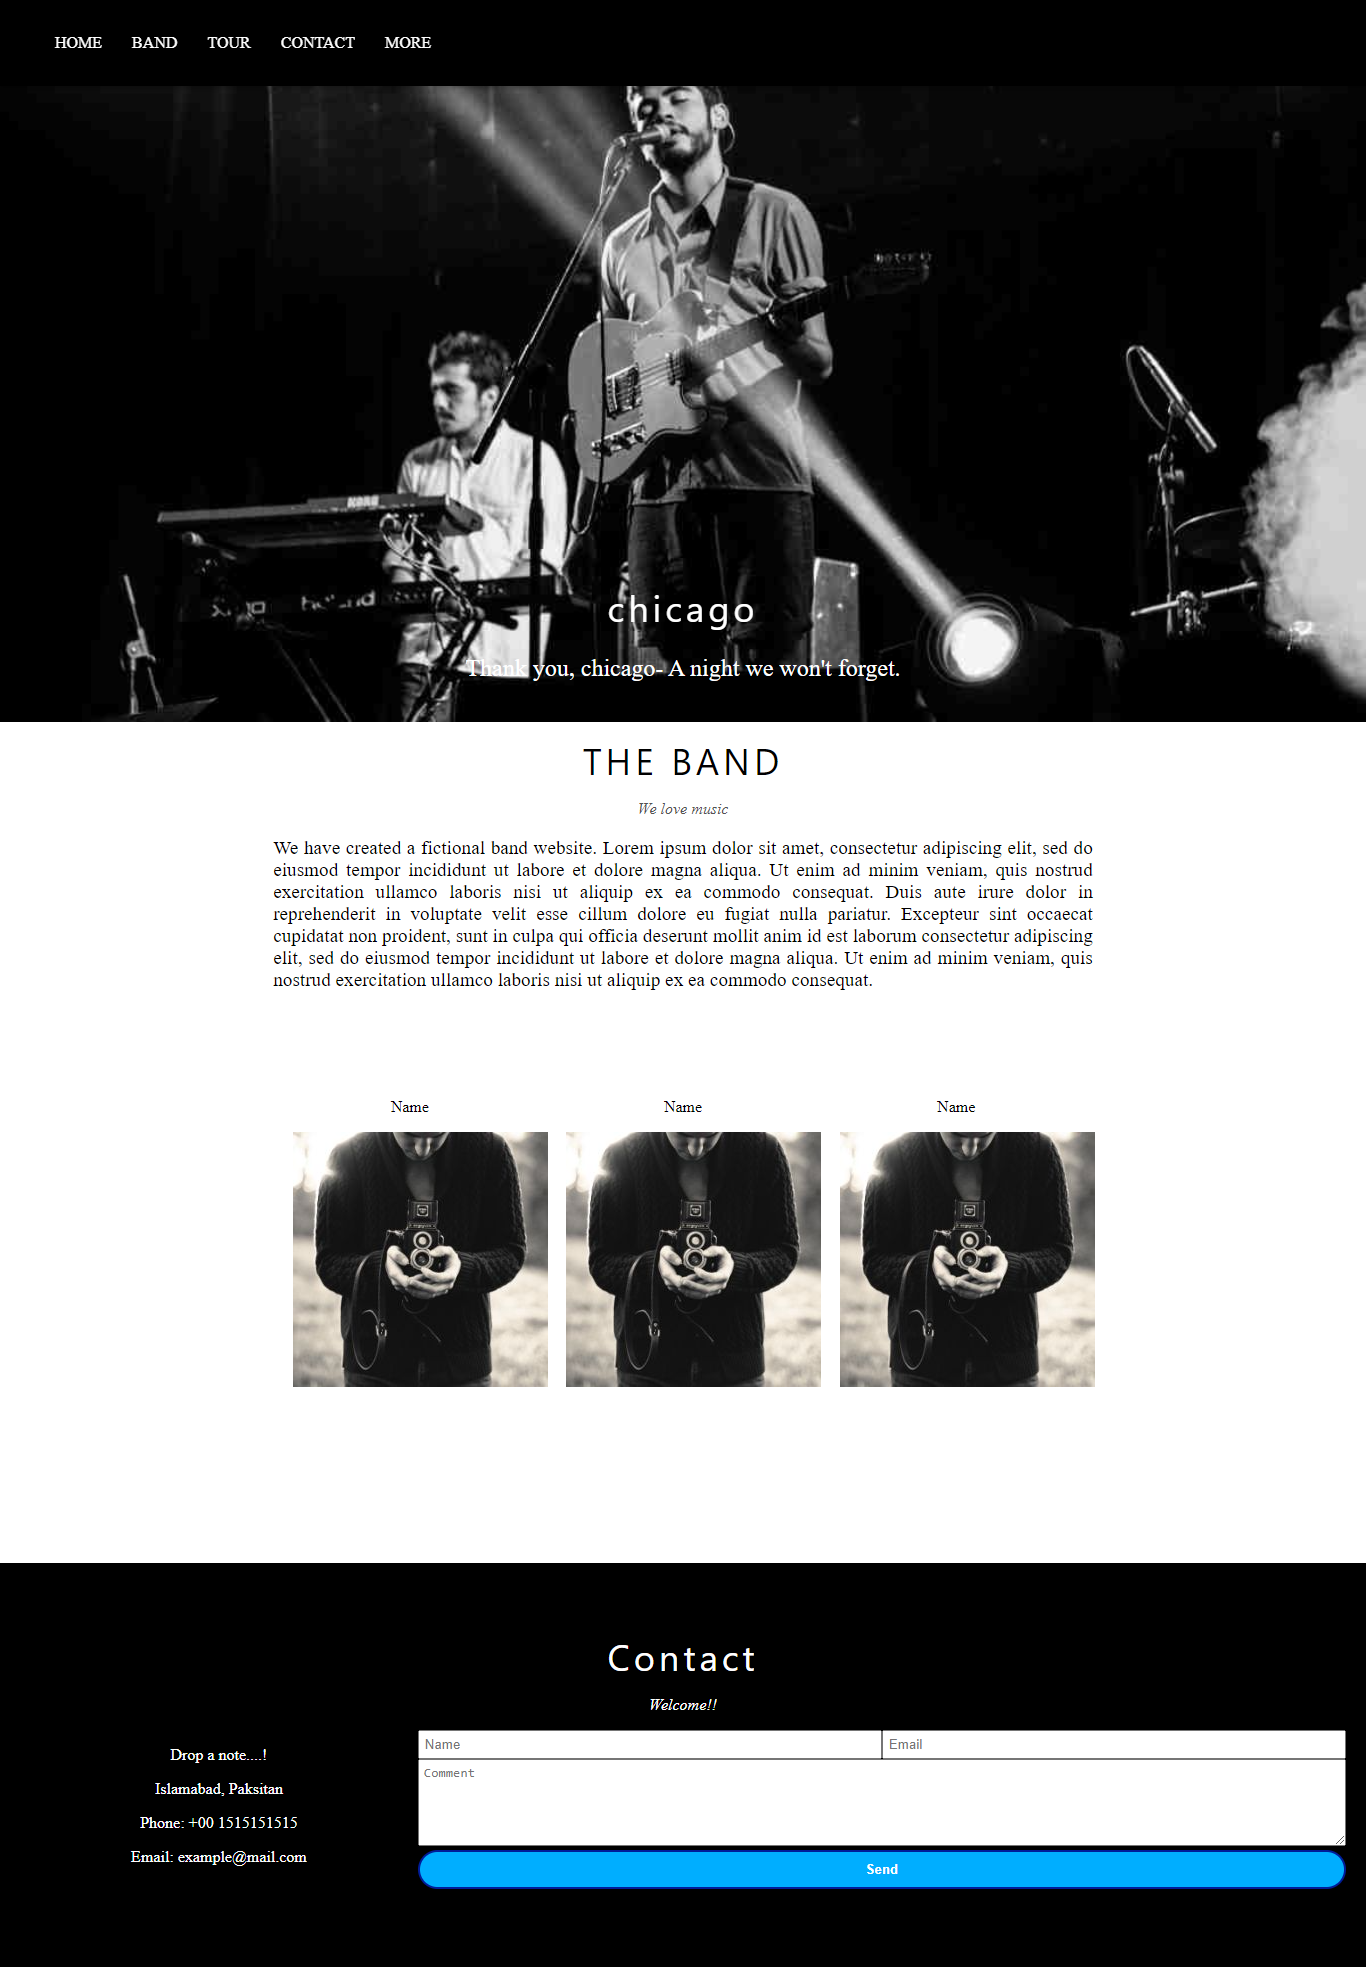 HOME BAND TOUR CONTACT MORE
KORG
chicago
Thank you, chicago- A night we won't forget.
THE BAND
We love music
We have created a fictional band website. Lorem ipsum dolor sit amet, consectetur adipiscing elit, sed do
eiusmod tempor incididunt ut labore et dolore magna aliqua. Ut enim ad minim veniam, quis nostrud
exercitation ullamco laboris nisi ut aliquip ex ea commodo consequat. Duis aute irure dolor in
reprehenderit in voluptate velit esse cillum dolore eu fugiat nulla pariatur. Excepteur sint occaecat
cupidatat non proident, sunt in culpa qui officia deserunt mollit anim id est laborum consectetur adipiscing
elit, sed do eiusmod tempor incididunt ut labore et dolore magna aliqua. Ut enim ad minim veniam, quis
nostrud exercitation ullamco laboris nisi ut aliquip ex ea commodo consequat.
Name Name Name
Contact
Welcome!!
Drop a note....!
Islamabad, Paksitan
Phone: +00 1515151515
Email: example@mail.com
Name Email
Comment
Send